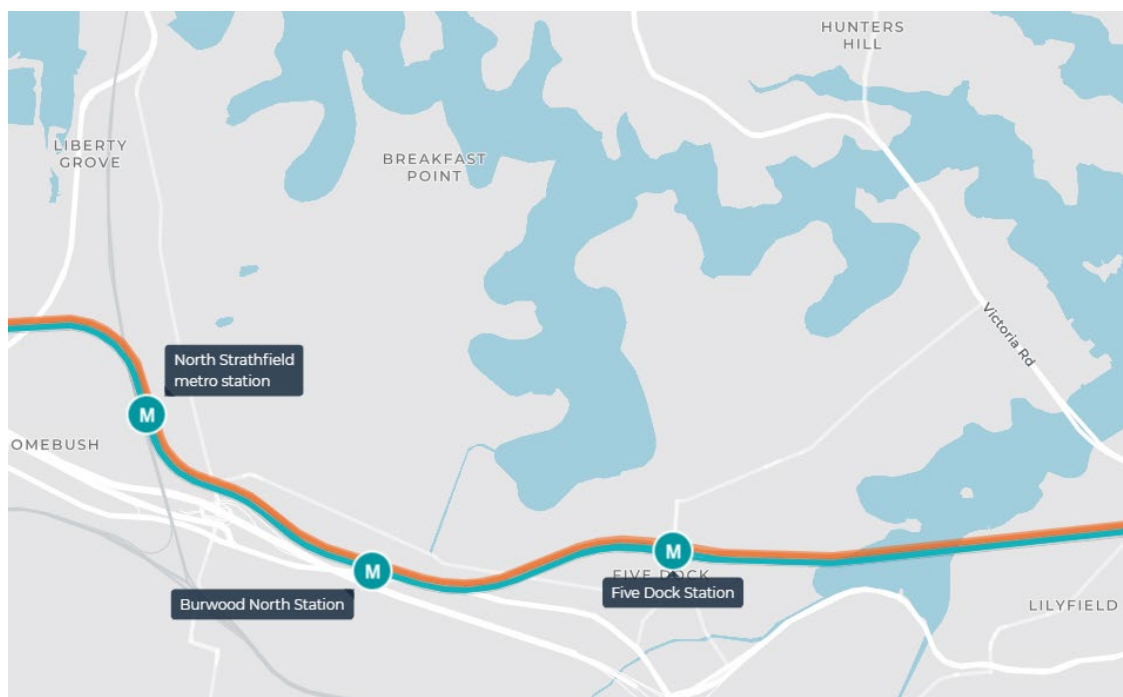 HUNTERS
HILL
LIBERTY
GROVE
BREAKFAST
POINT
Victoria Rd
North Strathfield
metro station
M
OMEBUSH
M
M
FIVE DOCK
Burwood North Station
Five Dock Station
LILYFIELD